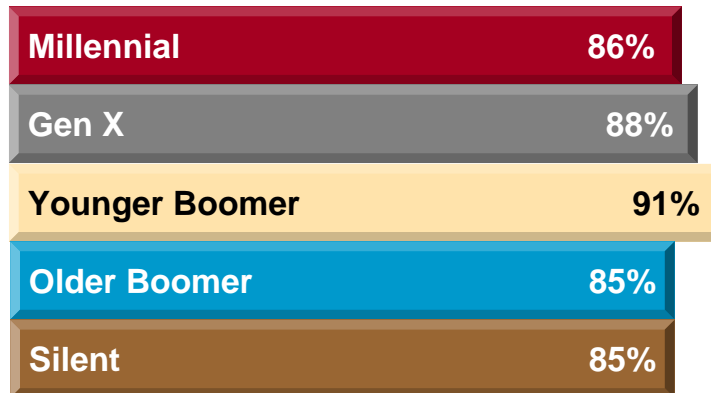 Millennial 86%
Gen X 88%
Younger Boomer 91%
Older Boomer 85%
Silent 85%